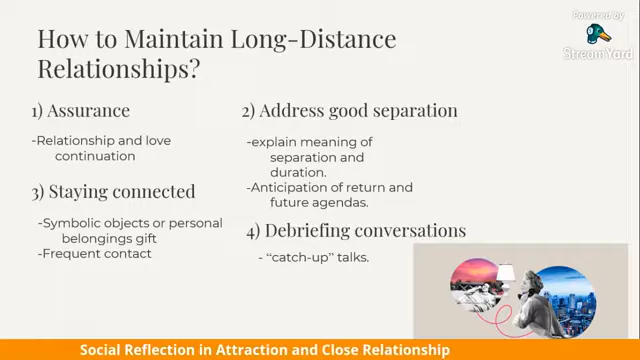 Powered by
StreamYard
How to Maintain Long-Distance
Relationships?
1) Assurance
-Relationship and love
continuation
2) Address good separation
-explain meaning of
separation and
duration.
-Anticipation of return and
future agendas.
3) Staying connected
-Symbolic objects or personal
belongings gift
-Frequent contact
4) Debriefing conversations
- “catch-up” talks.
Social Reflection in Attraction and Close Relationship